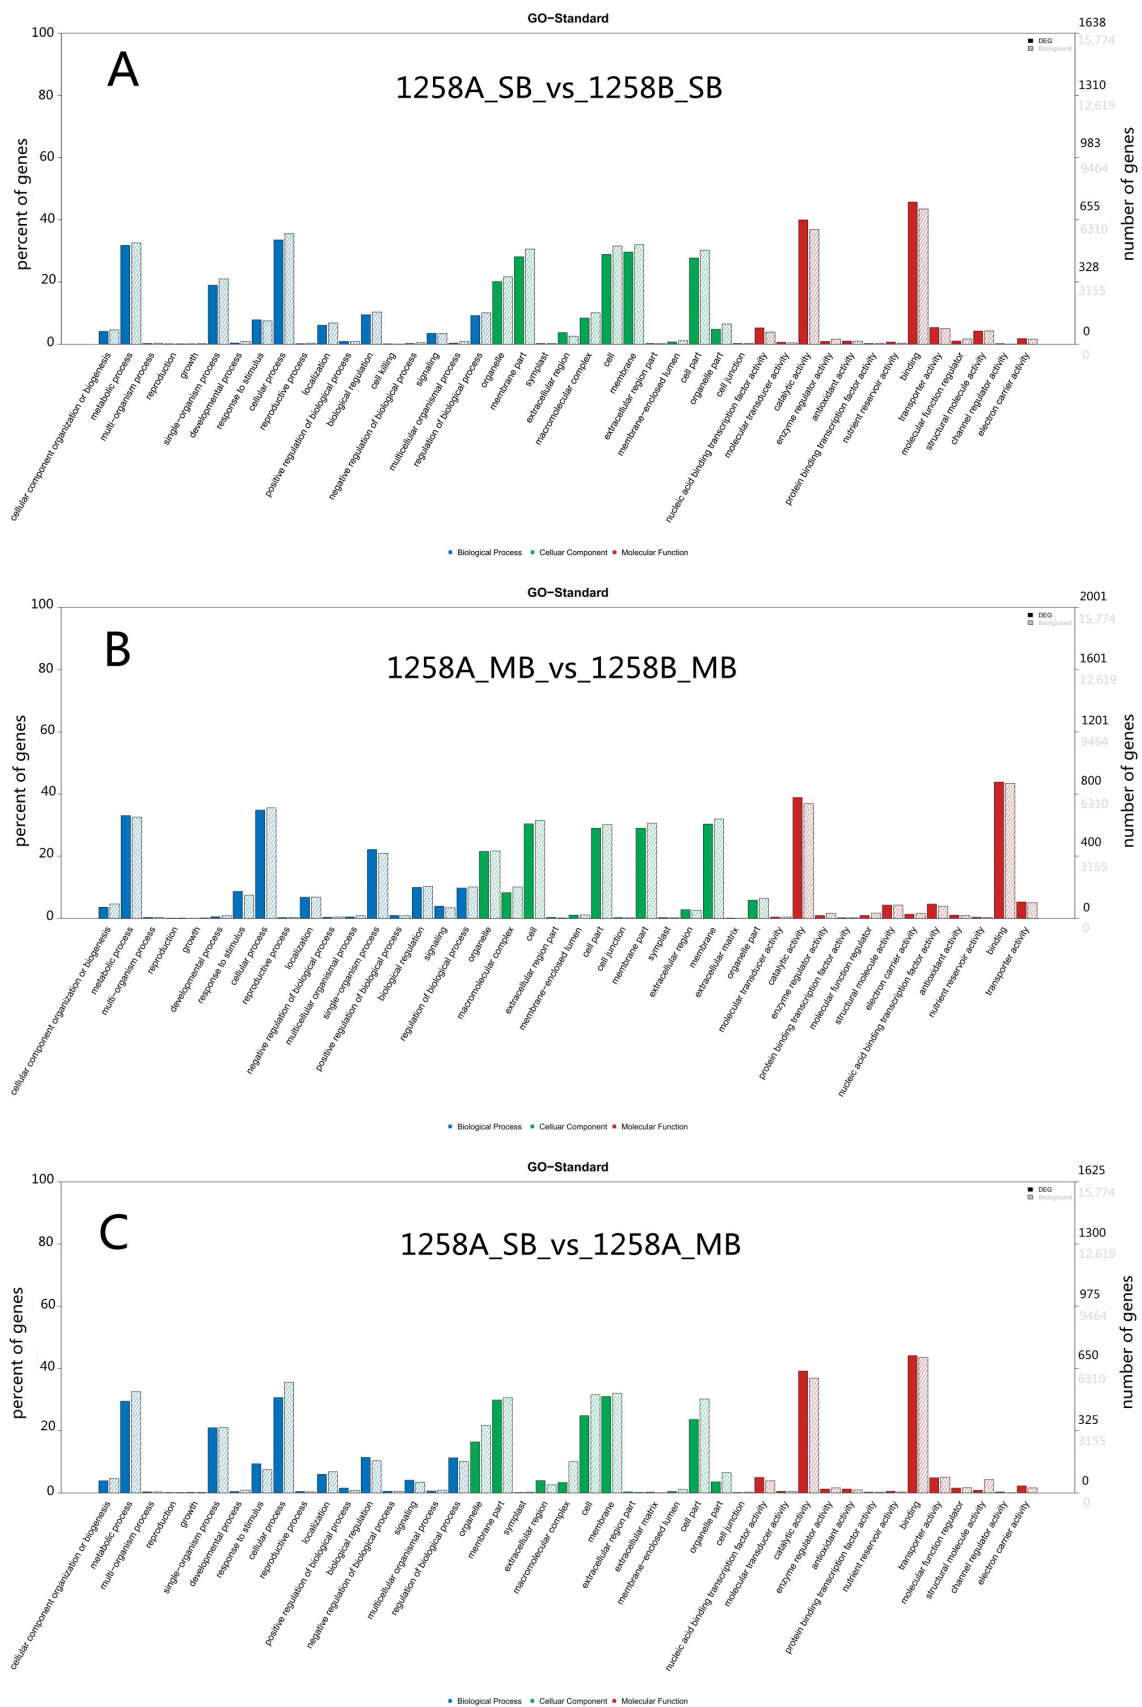 GO−Standard
A
1258A_SB_vs_1258B_SB
DEG
Background
percent of genes
number of genes
100
80
60
40
20
0
1638
15,774
1310
12,619
983
655
6310
328
3155
0
0
cellular component organization or biogenesis
metabolic process
multi−organism process
reproduction
growth
single−organism process
developmental process
response to stimulus
cellular process
reproductive process
localization
positive regulation of biological process
biological regulation
cell killing
negative regulation of biological process
signaling
multicellular organismal process
regulation of biological process
organelle
membrane part
symplast
extracellular region
macromolecular complex
cell
membrane
extracellular region part
membrane−enclosed lumen
cell part
organelle part
cell junction
nucleic acid binding transcription factor activity
molecular transducer activity
catalytic activity
enzyme regulator activity
antioxidant activity
protein binding transcription factor activity
nutrient reservoir activity
binding
transporter activity
molecular function regulator
structural molecule activity
channel regulator activity
electron carrier activity
Biological Process
Celluar Component
Molecular Function
GO−Standard
B
1258A_MB_vs_1258B_MB
DEG
Background
percent of genes
number of genes
100
80
60
40
20
0
2001
15,774
1601
12,619
1201
9464
800
6310
400
3155
0
0
cellular component organization or biogenesis
metabolic process
multi−organism process
reproduction
growth
developmental process
response to stimulus
cellular process
reproductive process
localization
negative regulation of biological process
multicellular organismal process
single−organism process
positive regulation of biological process
biological regulation
signaling
regulation of biological process
organelle
macromolecular complex
cell
extracellular region part
membrane−enclosed lumen
cell part
cell junction
membrane part
symplast
extracellular region
membrane
extracellular matrix
organelle part
molecular transducer activity
catalytic activity
enzyme regulator activity
protein binding transcription factor activity
molecular function regulator
structural molecule activity
electron carrier activity
nucleic acid binding transcription factor activity
antioxidant activity
nutrient reservoir activity
binding
transporter activity
Biological Process
Celluar Component
Molecular Function
GO−Standard
C
1258A_SB_vs_1258A_MB
DEG
Background
percent of genes
number of genes
100
80
60
40
20
0
1625
15,774
1300
12,619
975
9464
650
6310
325
3155
0
0
cellular component organization or biogenesis
metabolic process
multi−organism process
reproduction
growth
single−organism process
developmental process
response to stimulus
cellular process
reproductive process
localization
positive regulation of biological process
biological regulation
negative regulation of biological process
signaling
multicellular organismal process
regulation of biological process
organelle
membrane part
symplast
extracellular region
macromolecular complex
cell
membrane
extracellular region part
extracellular matrix
membrane−enclosed lumen
cell part
organelle part
cell junction
nucleic acid binding transcription factor activity
molecular transducer activity
catalytic activity
enzyme regulator activity
antioxidant activity
protein binding transcription factor activity
nutrient reservoir activity
binding
transporter activity
molecular function regulator
structural molecule activity
channel regulator activity
electron carrier activity
Biological Process
Celluar Component
Molecular Function